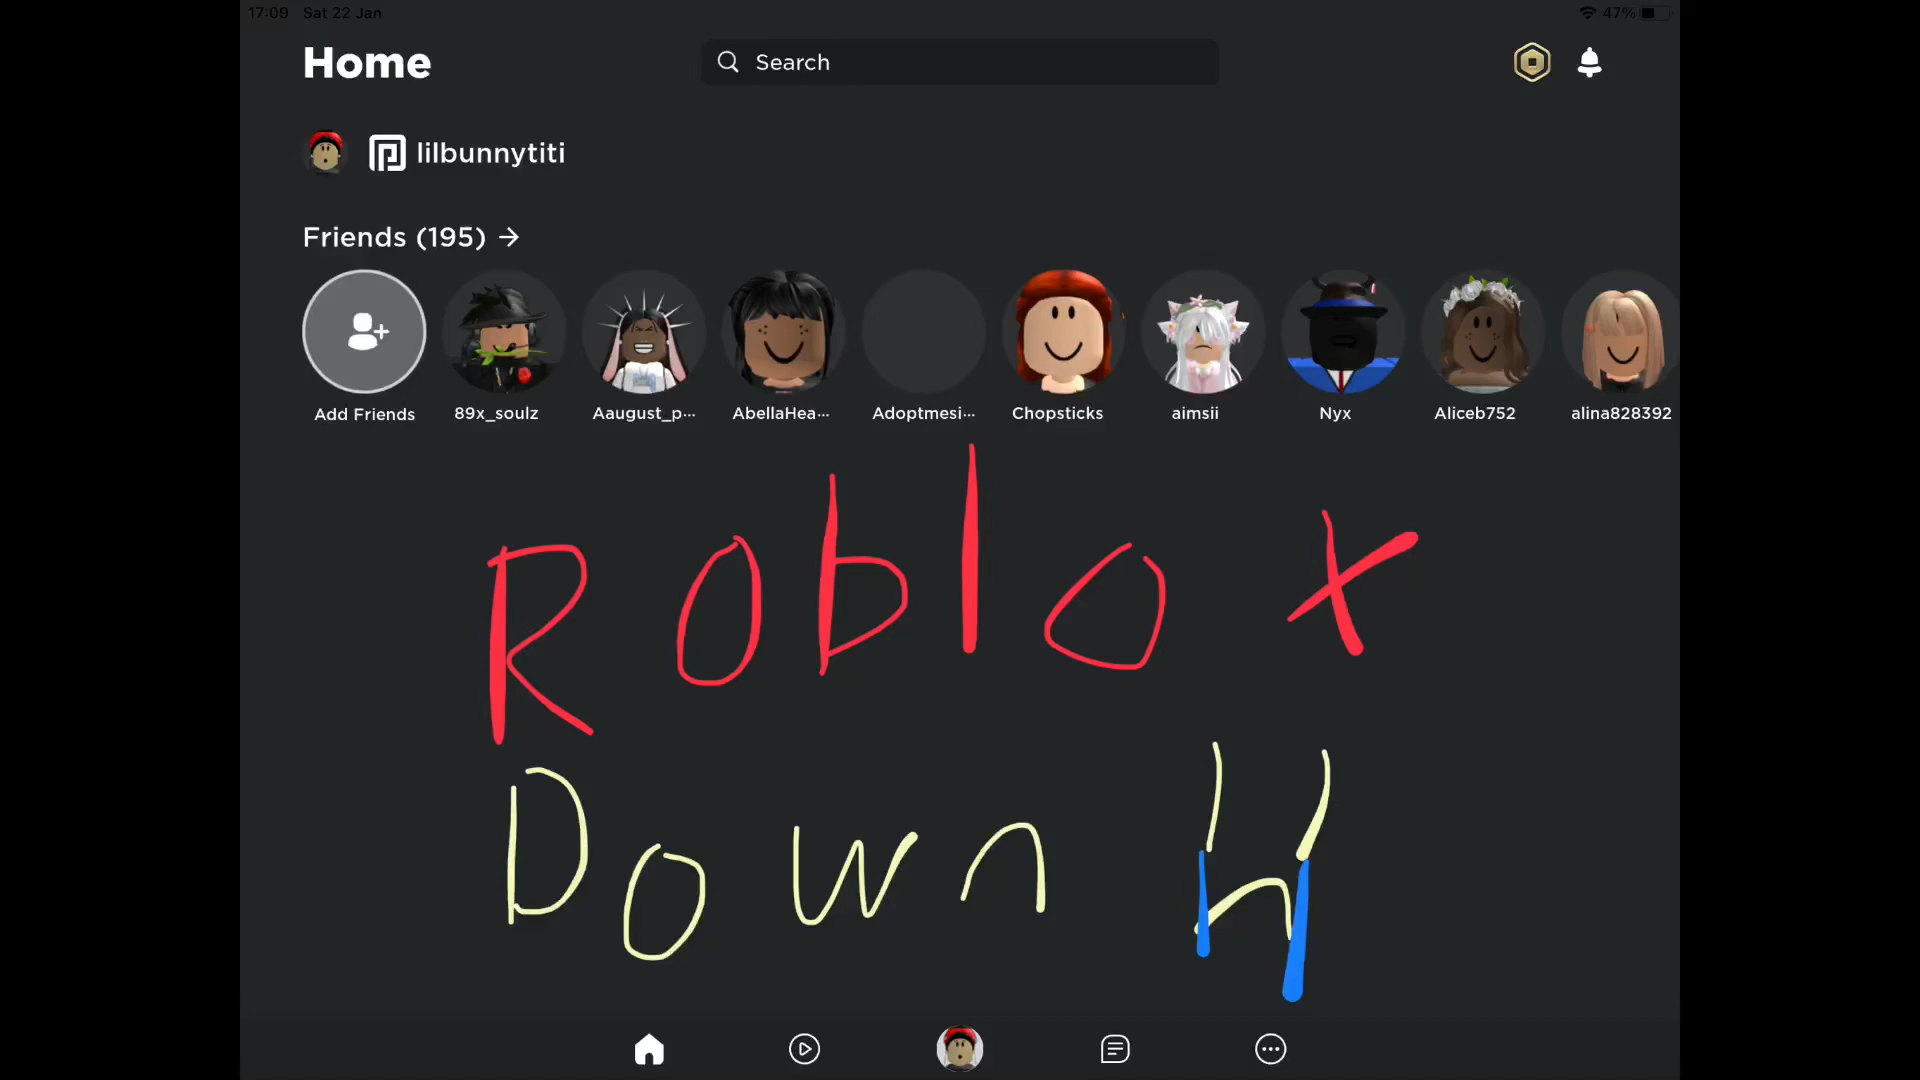 17:09 Sat 22 Jan 47%
Home
Search
lilbunnytiti
Friends (195) →
Add Friends 89x_soulz Aaugust_p... AbellaHea... Adoptmesi... Chopsticks aimsii Nyx Aliceb752 alina828392
Roblox
Down H